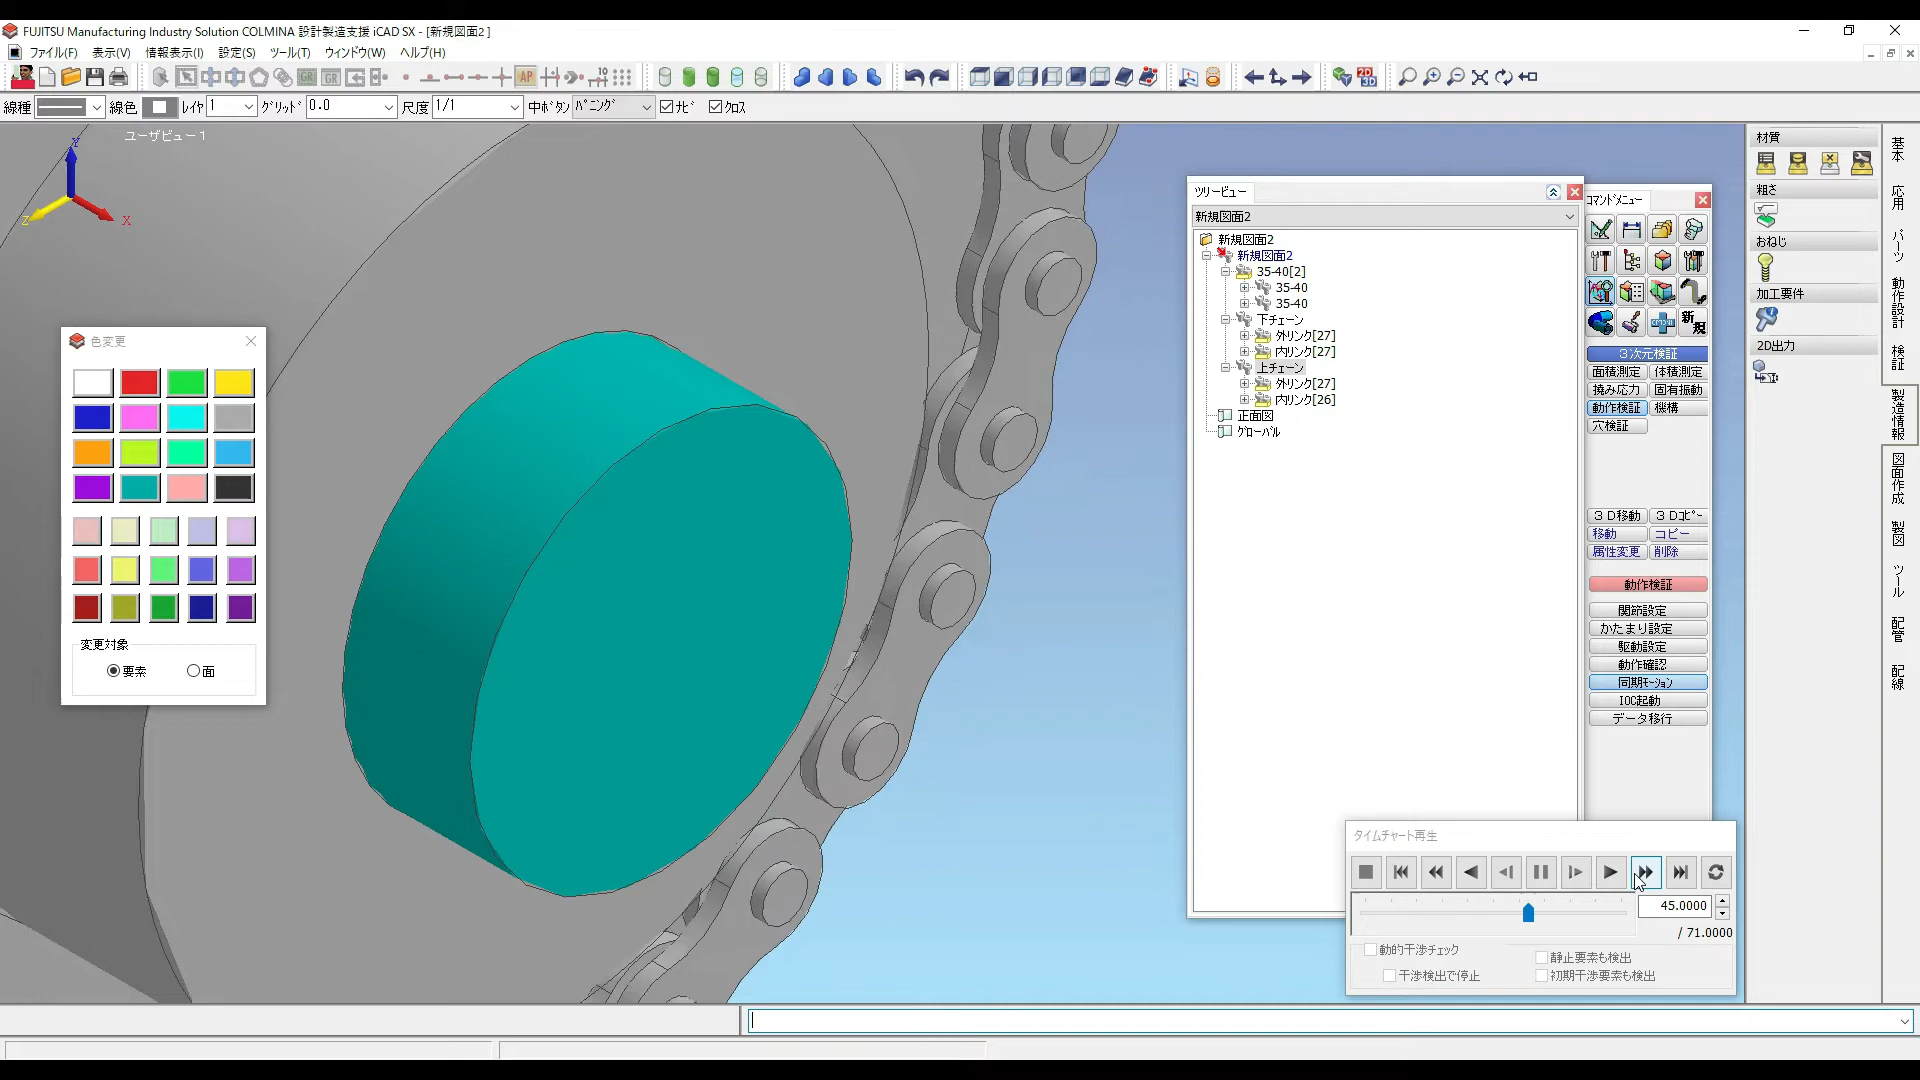 FUJITSU Manufacturing Industry Solution COLMINA 設計製造支援 iCAD SX - [新規図面2 ]
ファイル(F) 表示(V) 情報表示(I) 設定(S) ツール(T) ウィンドウ(W) ヘルプ(H)
GR GR AP 10 2D 3D
線種 線色 レイヤ 1 グリッド 0.0 尺度 1/1 中ボタン パニング ナビ クロス
ユーザビュー 1
Y
Z
X
色変更
変更対象
要素 面
ツリービュー
新規図面2
新規図面2
新規図面2
35-40[2]
35-40
35-40
下チェーン
外リンク[27]
内リンク[27]
上チェーン
外リンク[27]
内リンク[26]
正面図
グローバル
コマンドメニュー
新規
3次元検証
面積測定 体積測定
撓み応力 固有振動
動作検証 機構
穴検証
3D移動 3Dコピー
移動 コピー
属性変更 削除
動作検証
関節設定
かたまり設定
駆動設定
動作確認
同期モーション
IOC起動
データ移行
材質
粗さ
おねじ
加工要件
2D出力
基本
応用
パーツ
動作設計
検証
製造情報
図面作成
製図
ツール
配管
配線
タイムチャート再生
45.0000
/ 71.0000
動的干渉チェック
静止要素も検出
干渉検出で停止
初期干渉要素も検出